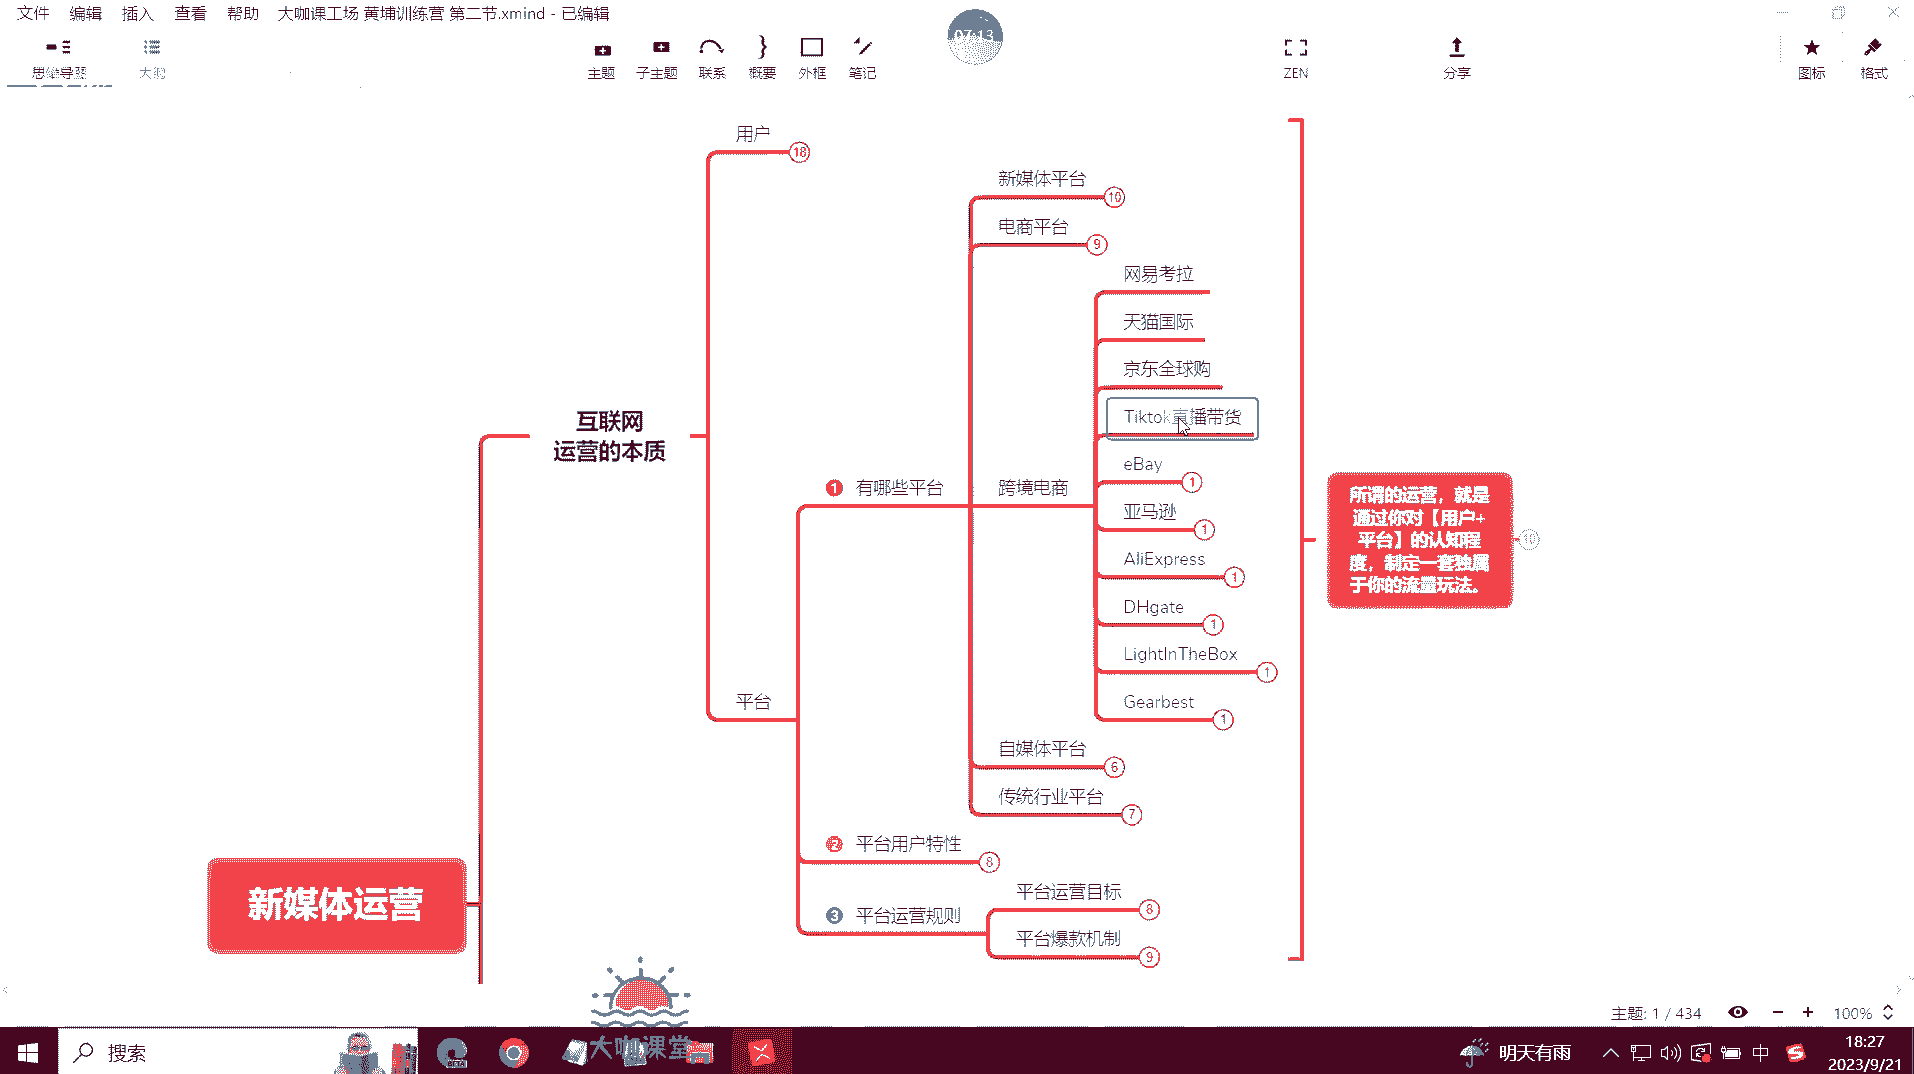 文件 编辑 插入 查看 帮助 大咖课工场 黄埔训练营 第二节.xmind - 已编辑
07:13
思维导图 大纲 主题 子主题 联系 概要 外框 笔记 ZEN 分享 图标 格式
用户 18
新媒体平台 10
电商平台 9
网易考拉
天猫国际
京东全球购
Tiktok直播带货
互联网
运营的本质
eBay 1
1 有哪些平台
跨境电商
亚马逊 1
AliExpress 1
DHgate 1
LightInTheBox 1
Gearbest 1
所谓的运营，就是
通过你对【用户+
平台】的认知程
度，制定一套独属
于你的流量玩法。
10
平台
自媒体平台 6
传统行业平台 7
2 平台用户特性 8
平台运营目标 8
3 平台运营规则
平台爆款机制 9
新媒体运营
主题: 1 / 434 100%
大咖课堂
搜索
BETA
明天有雨
中
18:27
2023/9/21